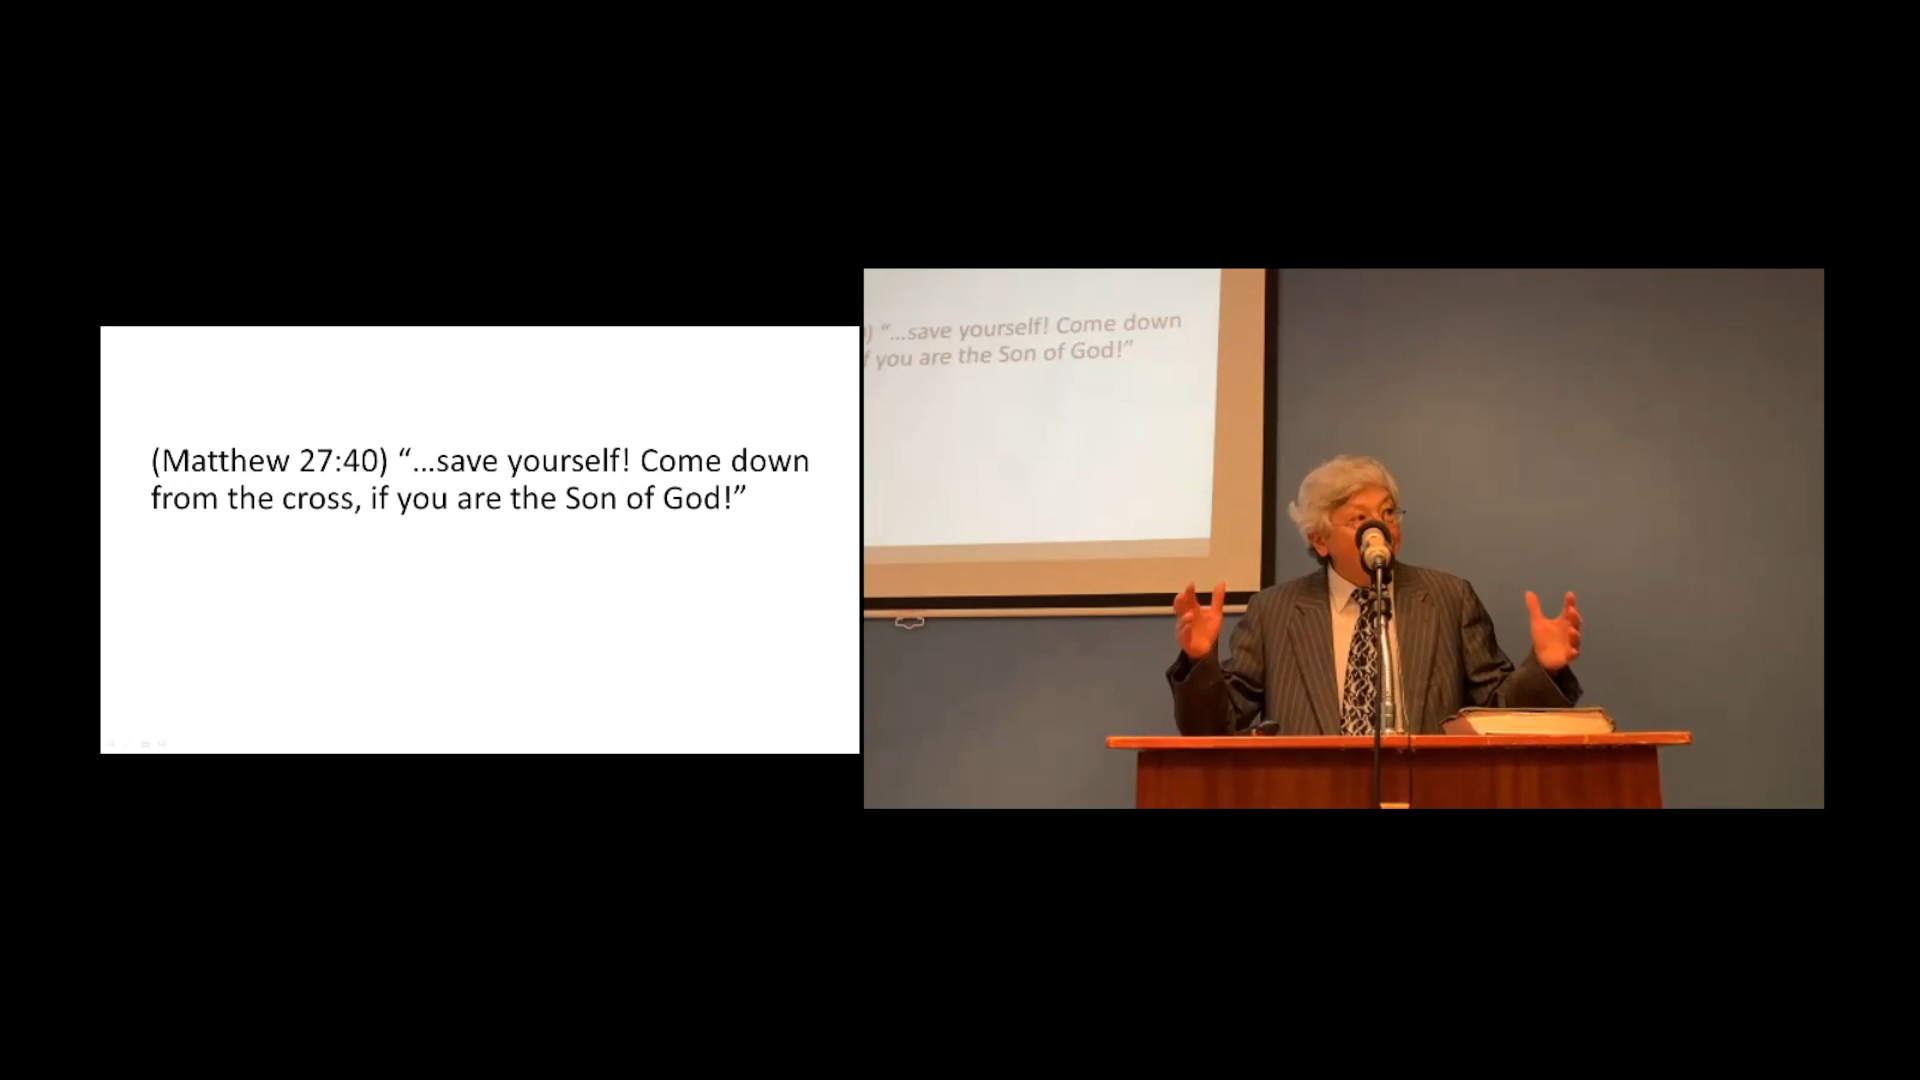 (Matthew 27:40) “…save yourself! Come down
from the cross, if you are the Son of God!”
) “…save yourself! Come down
f you are the Son of God!”